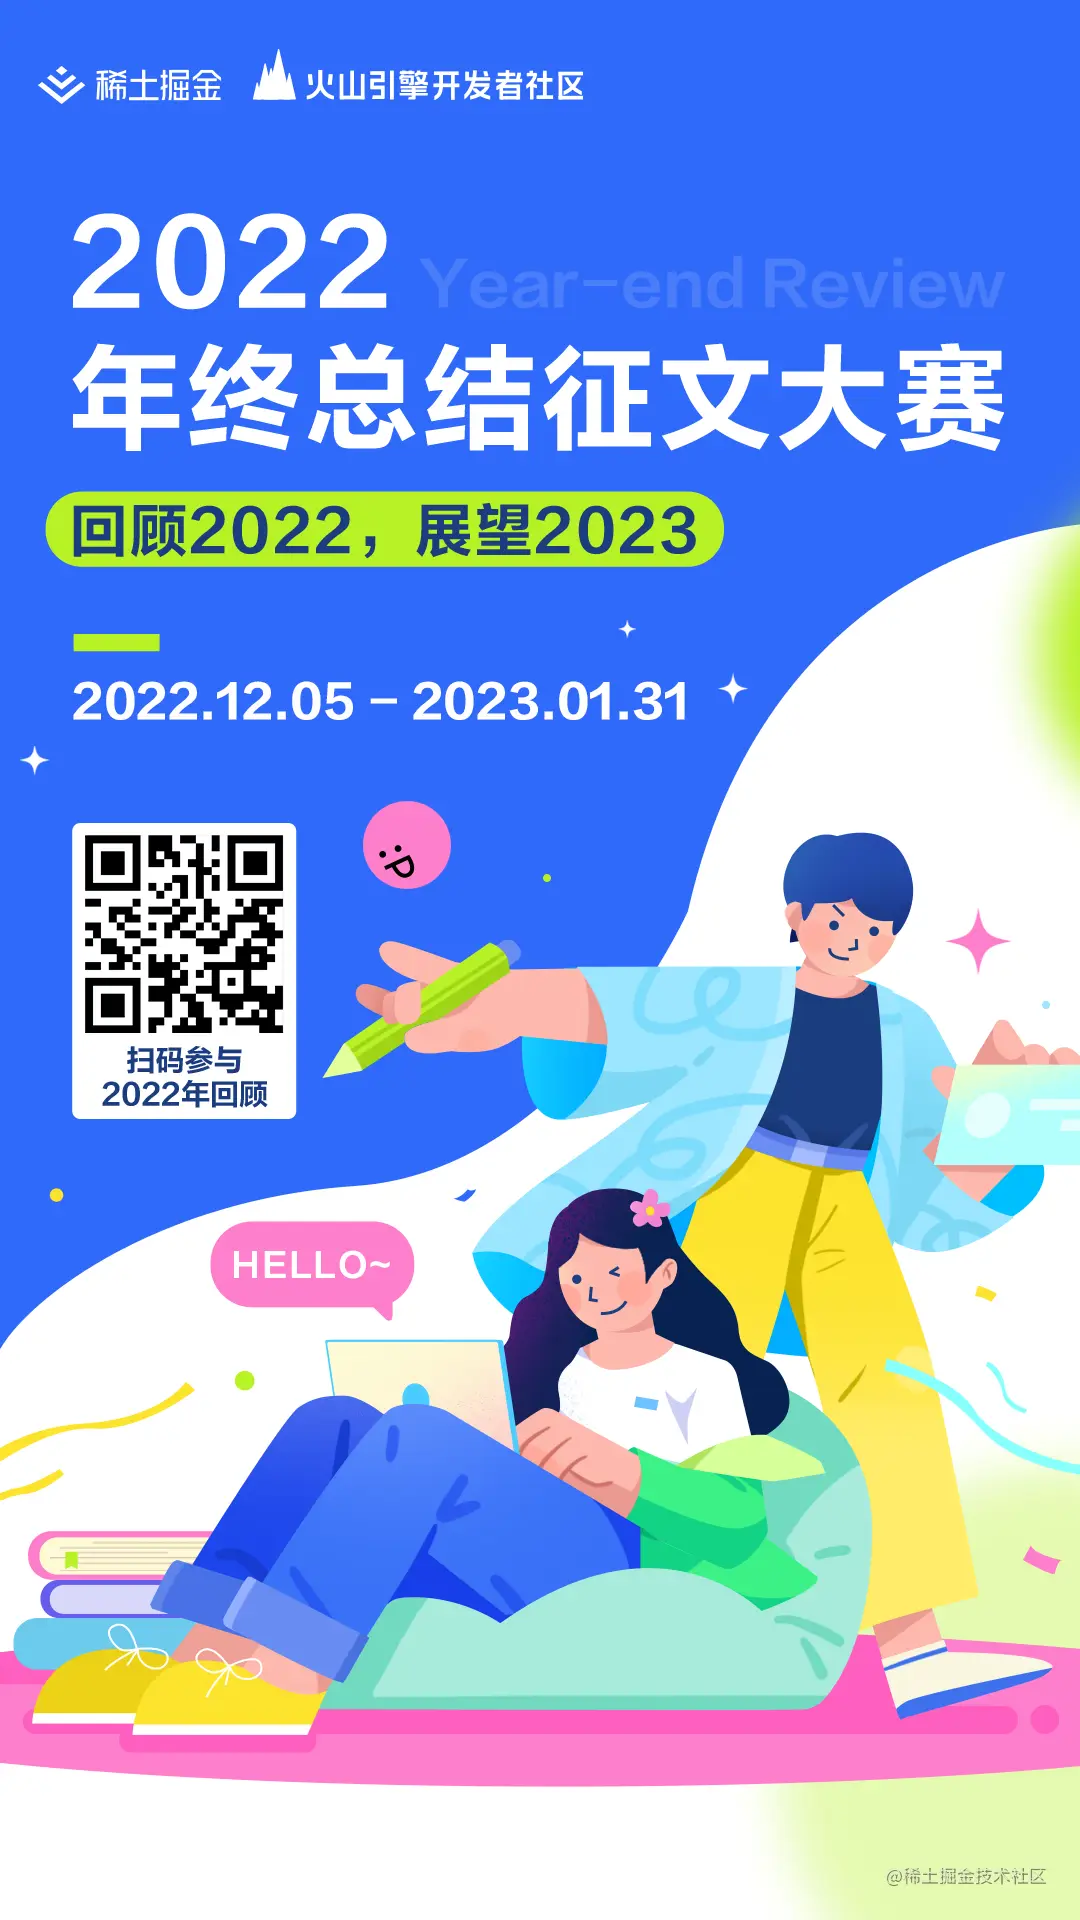 稀土掘金 火山引擎开发者社区
2022 Year-end Review
年终总结征文大赛
回顾2022，展望2023
2022.12.05 – 2023.01.31
:P
扫码参与
2022年回顾
HELLO~
@稀土掘金技术社区